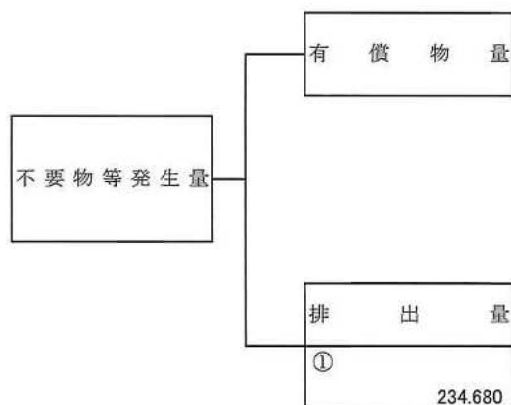 有償物量
不要物等発生量
排出量
①
234.680